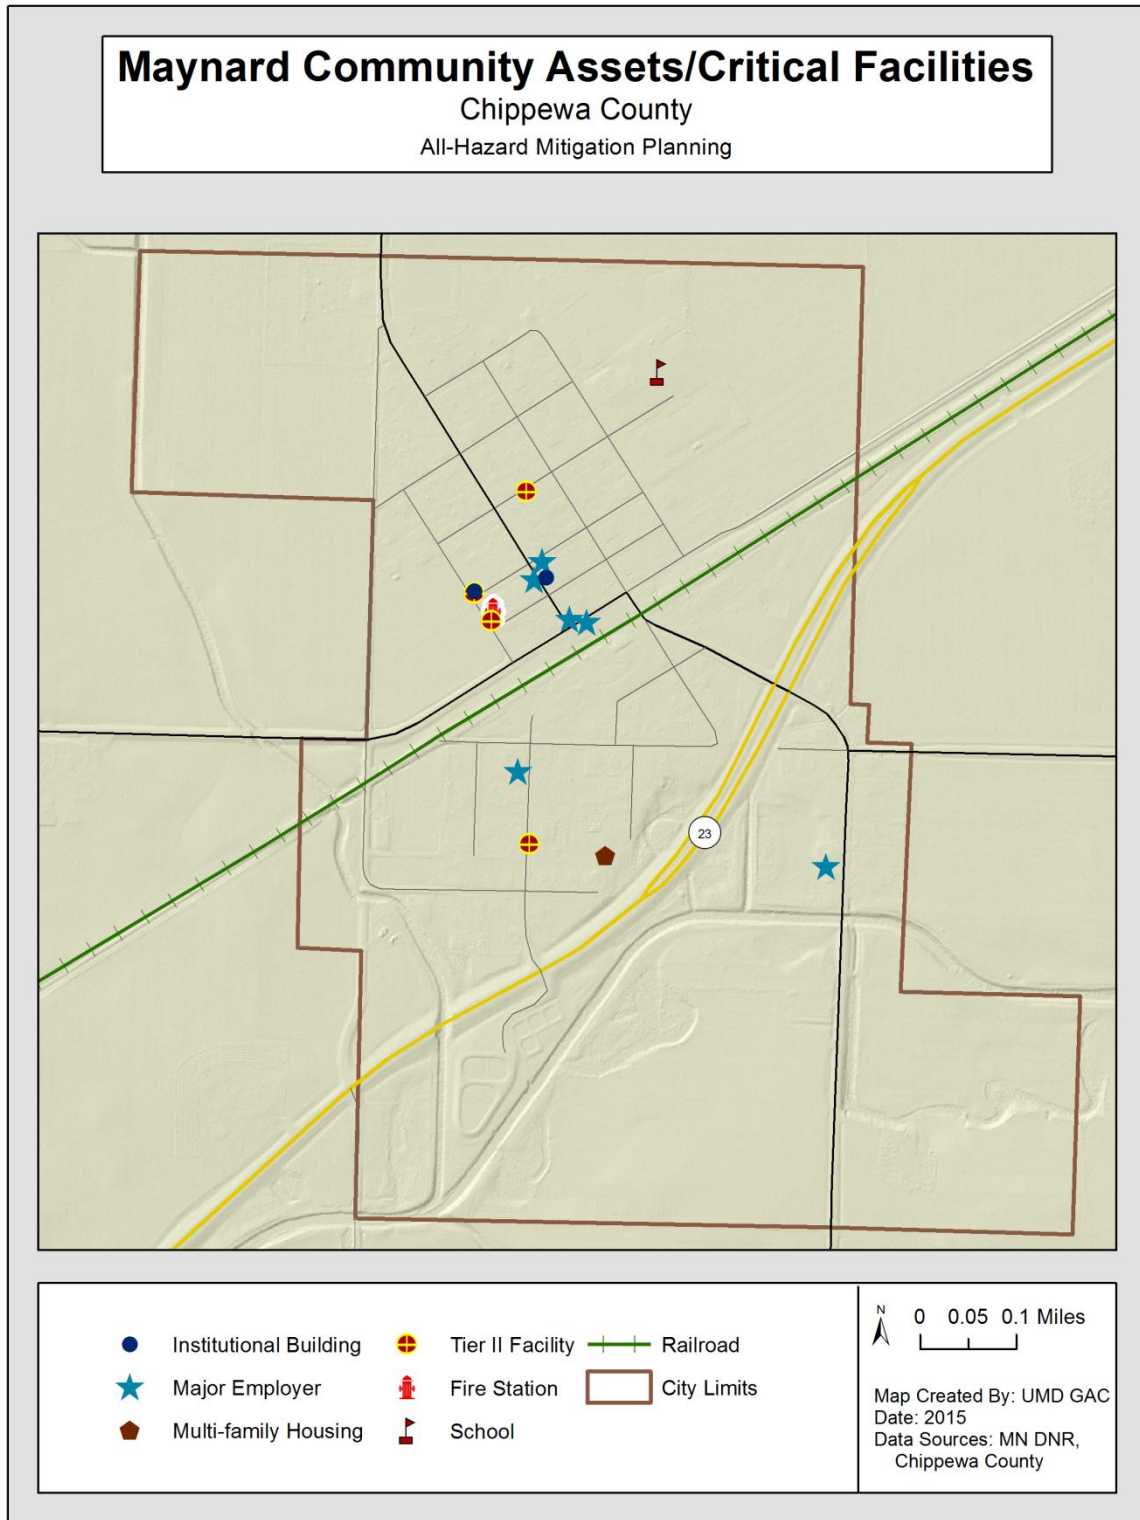 Maynard Community Assets/Critical Facilities
Chippewa County
All-Hazard Mitigation Planning
23
Institutional Building
Major Employer
Multi-family Housing
Tier II Facility
Fire Station
School
Railroad
City Limits
N
0 0.05 0.1 Miles
Map Created By: UMD GAC
Date: 2015
Data Sources: MN DNR,
Chippewa County